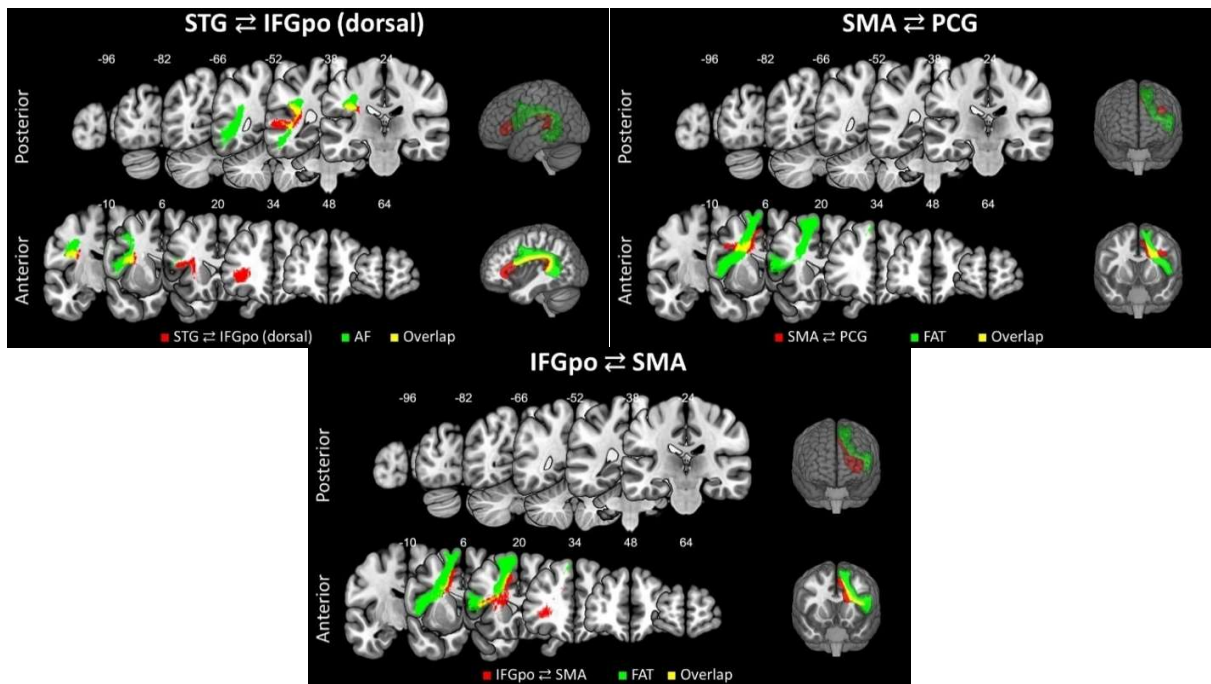 STG ⇄ IFGpo (dorsal)
-96 -82 -66 -52 -38 -24
Posterior
-10 6 20 34 48 64
Anterior
STG ⇄ IFGpo (dorsal) AF Overlap
SMA ⇄ PCG
-96 -82 -66 -52 -38 -24
Posterior
-10 6 20 34 48 64
Anterior
SMA ⇄ PCG FAT Overlap
IFGpo ⇄ SMA
-96 -82 -66 -52 -38 -24
Posterior
-10 6 20 34 48 64
Anterior
IFGpo ⇄ SMA FAT Overlap